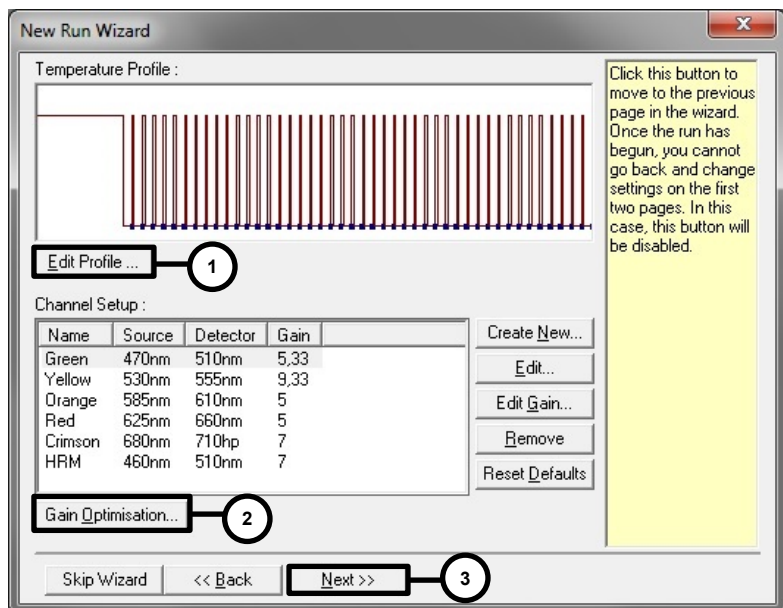 New Run Wizard
X
Temperature Profile :
Edit Profile ...
1
Channel Setup :
Name Source Detector Gain
Green 470nm 510nm 5,33
Yellow 530nm 555nm 9,33
Orange 585nm 610nm 5
Red 625nm 660nm 5
Crimson 680nm 710hp 7
HRM 460nm 510nm 7
Create New...
Edit...
Edit Gain...
Remove
Reset Defaults
Gain Optimisation...
2
Skip Wizard
<< Back
Next >>
3
Click this button to
move to the previous
page in the wizard.
Once the run has
begun, you cannot
go back and change
settings on the first
two pages. In this
case, this button will
be disabled.